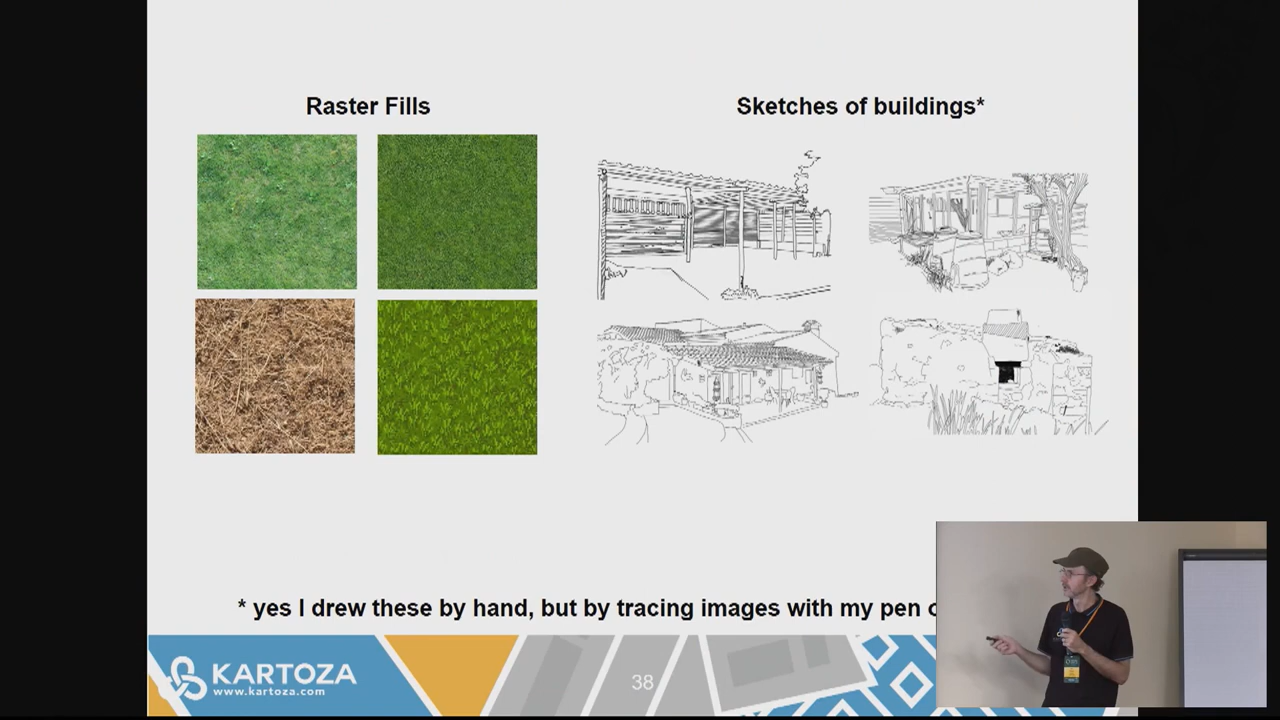 Raster Fills
Sketches of buildings*
* yes I drew these by hand, but by tracing images with my pen
KARTOZA
www.kartoza.com
38